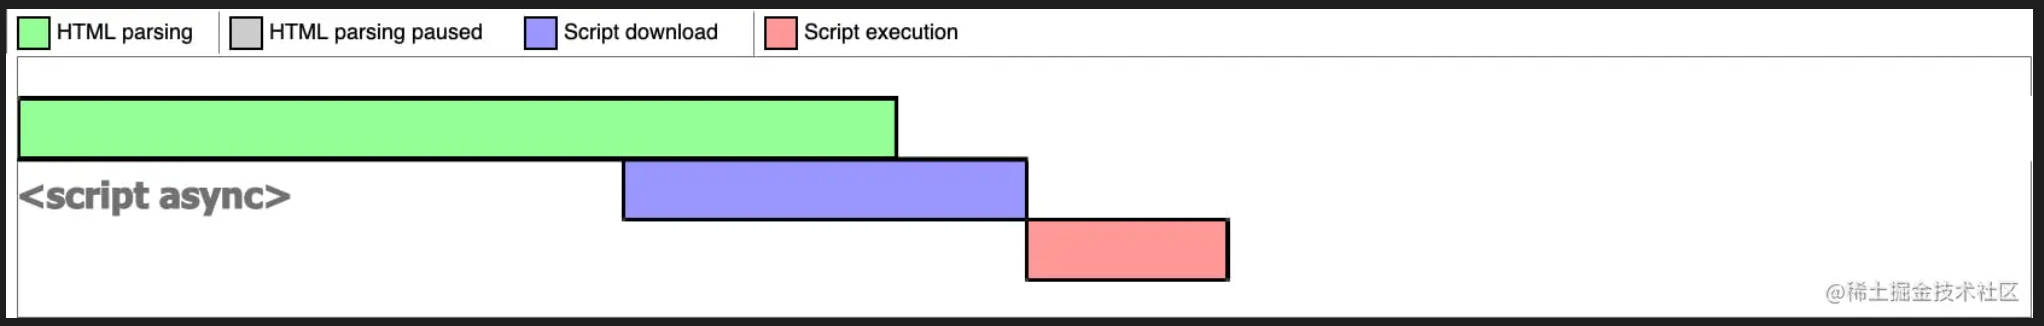 HTML parsing HTML parsing paused Script download Script execution
<script async>
@稀土掘金技术社区